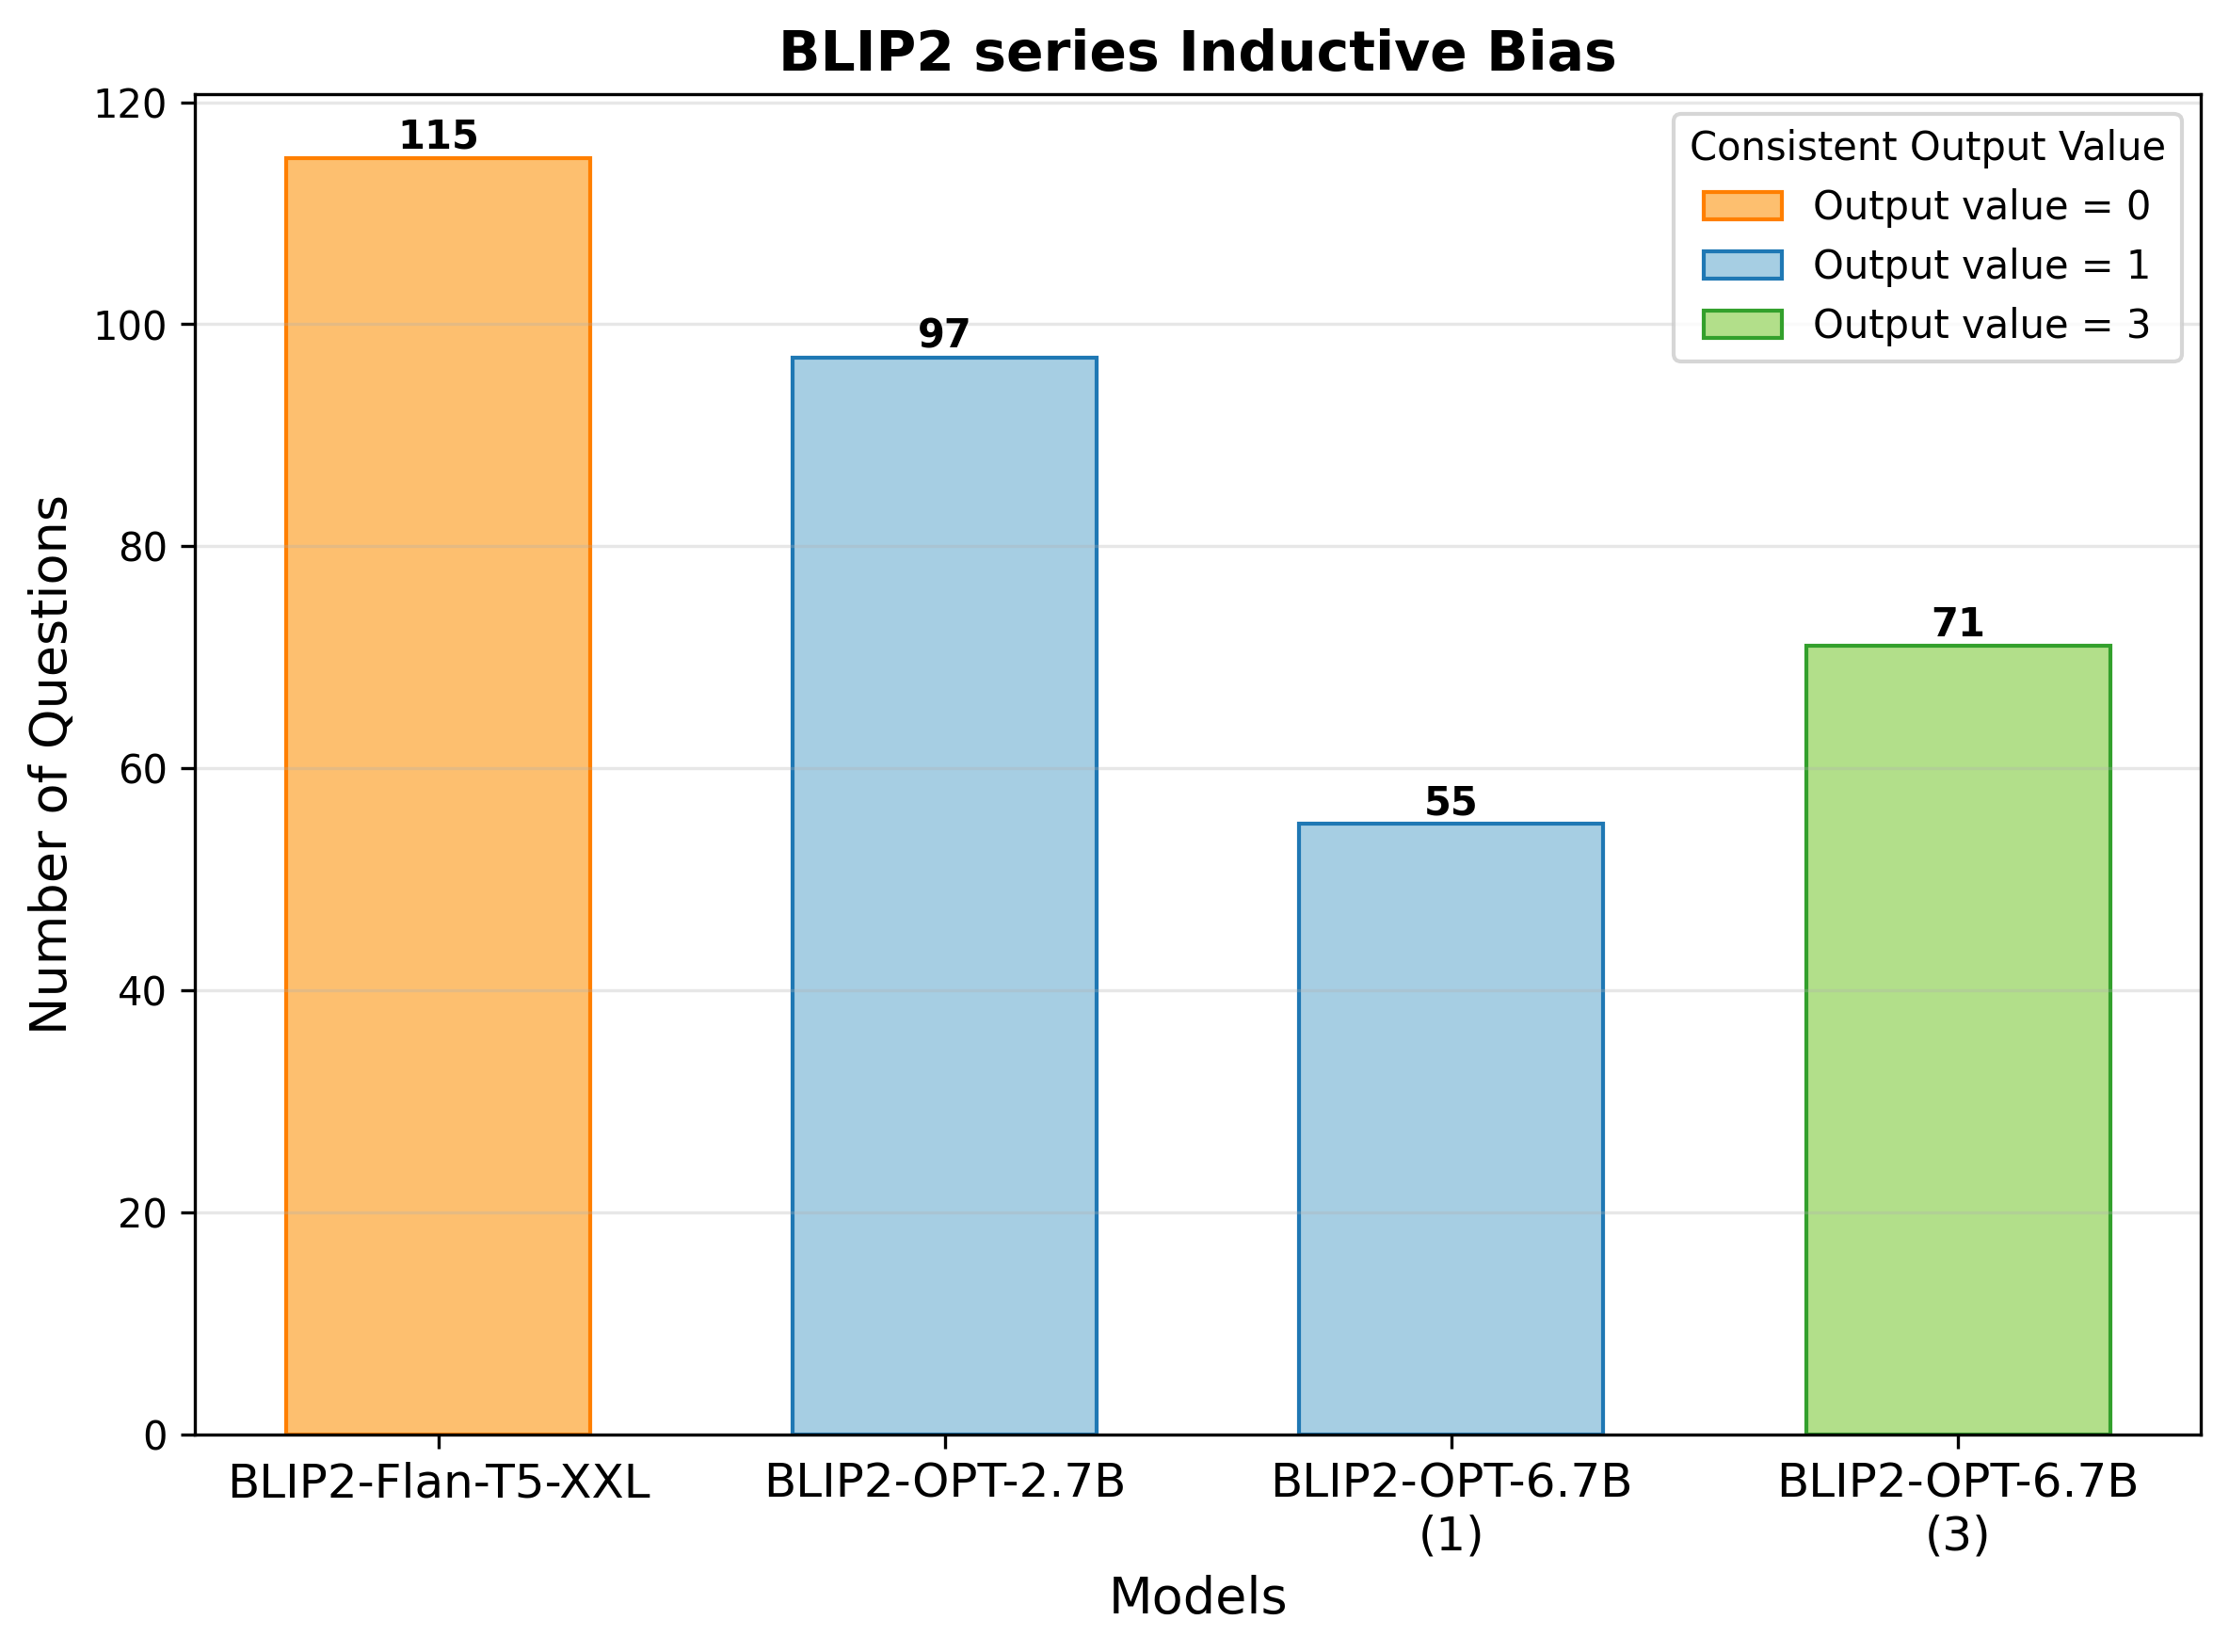 BLIP2 series Inductive Bias
Number of Questions
120
100
80
60
40
20
0
115
97
55
71
Consistent Output Value
Output value = 0
Output value = 1
Output value = 3
BLIP2-Flan-T5-XXL
BLIP2-OPT-2.7B
BLIP2-OPT-6.7B
(1)
BLIP2-OPT-6.7B
(3)
Models